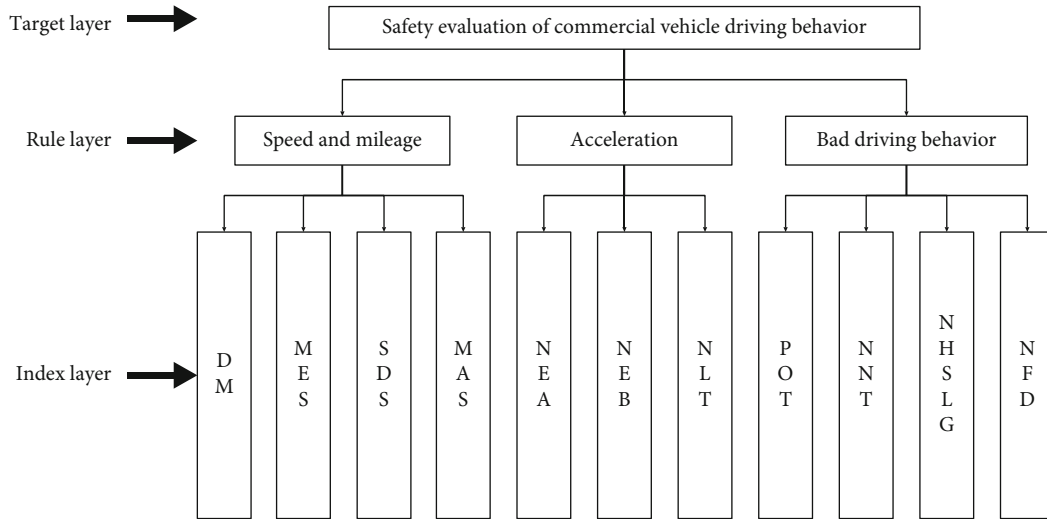 Target layer
Safety evaluation of commercial vehicle driving behavior
Rule layer
Speed and mileage
Acceleration
Bad driving behavior
Index layer
DM
MES
SDS
MAS
NEA
NEB
NLT
POT
NNT
NHSLG
NFD